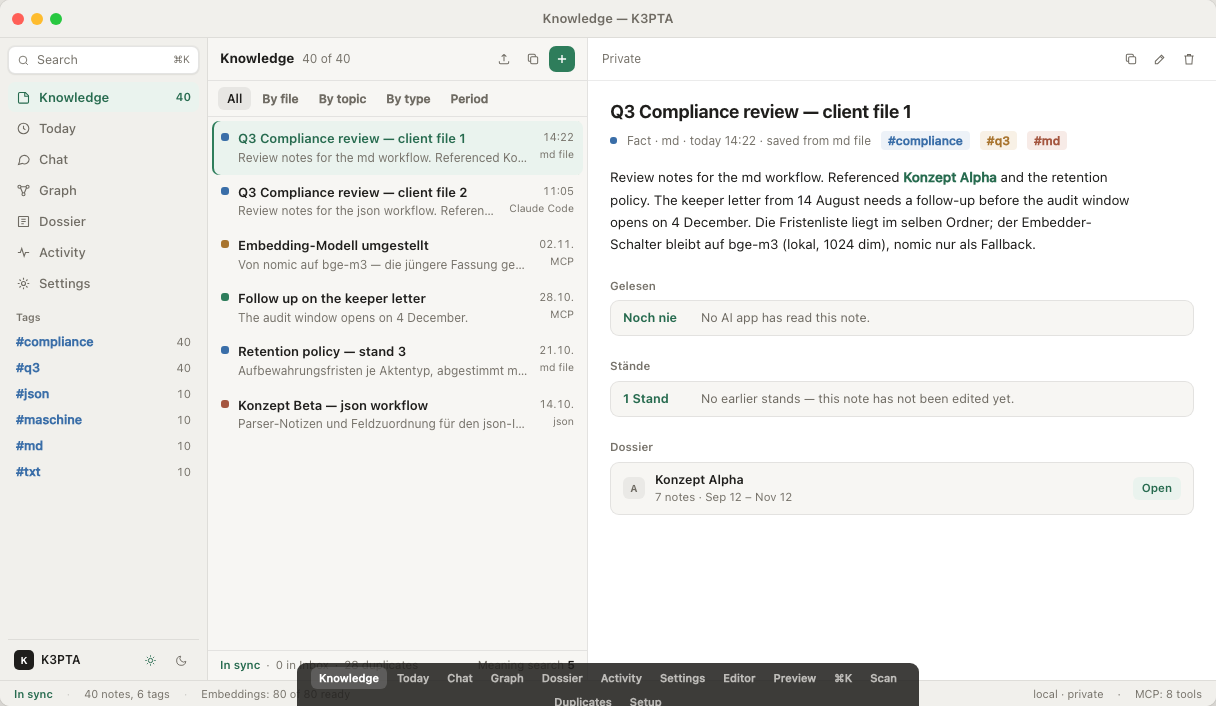 Knowledge — K3PTA
Search ⌘K
Knowledge 40
Today
Chat
Graph
Dossier
Activity
Settings
Tags
#compliance 40
#q3 40
#json 10
#maschine 10
#md 10
#txt 10
K K3PTA
Knowledge 40 of 40 +
All By file By topic By type Period
Q3 Compliance review — client file 1 14:22
Review notes for the md workflow. Referenced Ko... md file
Q3 Compliance review — client file 2 11:05
Review notes for the json workflow. Referen... Claude Code
Embedding-Modell umgestellt 02.11.
Von nomic auf bge-m3 — die jüngere Fassung ge... MCP
Follow up on the keeper letter 28.10.
The audit window opens on 4 December. MCP
Retention policy — stand 3 21.10.
Aufbewahrungsfristen je Aktentyp, abgestimmt m... md file
Konzept Beta — json workflow 14.10.
Parser-Notizen und Feldzuordnung für den json-I... json
In sync · 0 in Inbox · 28 duplicates Meaning search 5
Private
Q3 Compliance review — client file 1
Fact · md · today 14:22 · saved from md file #compliance #q3 #md
Review notes for the md workflow. Referenced Konzept Alpha and the retention
policy. The keeper letter from 14 August needs a follow-up before the audit window
opens on 4 December. Die Fristenliste liegt im selben Ordner; der Embedder-
Schalter bleibt auf bge-m3 (lokal, 1024 dim), nomic nur als Fallback.
Gelesen
Noch nie No AI app has read this note.
Stände
1 Stand No earlier stands — this note has not been edited yet.
Dossier
A Konzept Alpha
7 notes · Sep 12 – Nov 12
Open
Knowledge Today Chat Graph Dossier Activity Settings Editor Preview ⌘K Scan
Duplicates Setup
In sync · 40 notes, 6 tags · Embeddings: 80 of 80 ready local · private · MCP: 8 tools